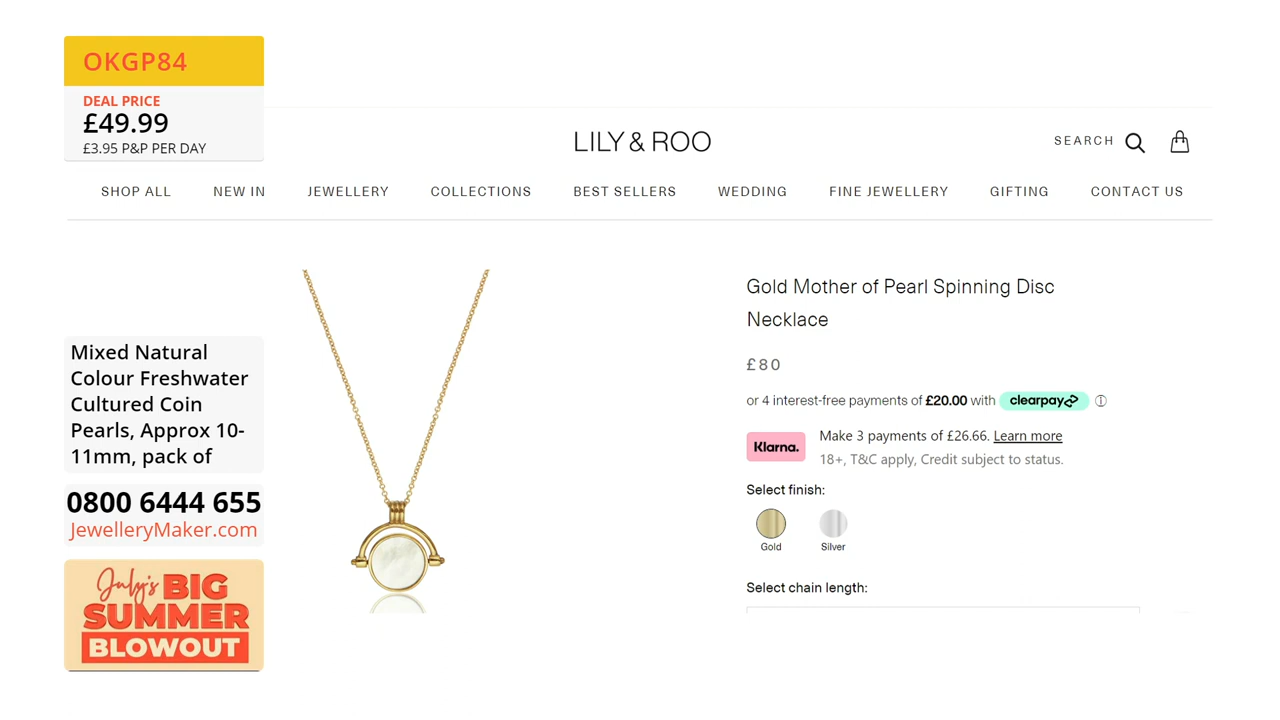 OKGP84
DEAL PRICE
£49.99
£3.95 P&P PER DAY
LILY & ROO
SEARCH
SHOP ALL NEW IN JEWELLERY COLLECTIONS BEST SELLERS WEDDING FINE JEWELLERY GIFTING CONTACT US
Gold Mother of Pearl Spinning Disc
Necklace
£80
or 4 interest-free payments of £20.00 with clearpay
Klarna.
Make 3 payments of £26.66. Learn more
18+, T&C apply, Credit subject to status.
Select finish:
Gold Silver
Select chain length:
Mixed Natural
Colour Freshwater
Cultured Coin
Pearls, Approx 10-
11mm, pack of
0800 6444 655
JewelleryMaker.com
July's BIG
SUMMER
BLOWOUT